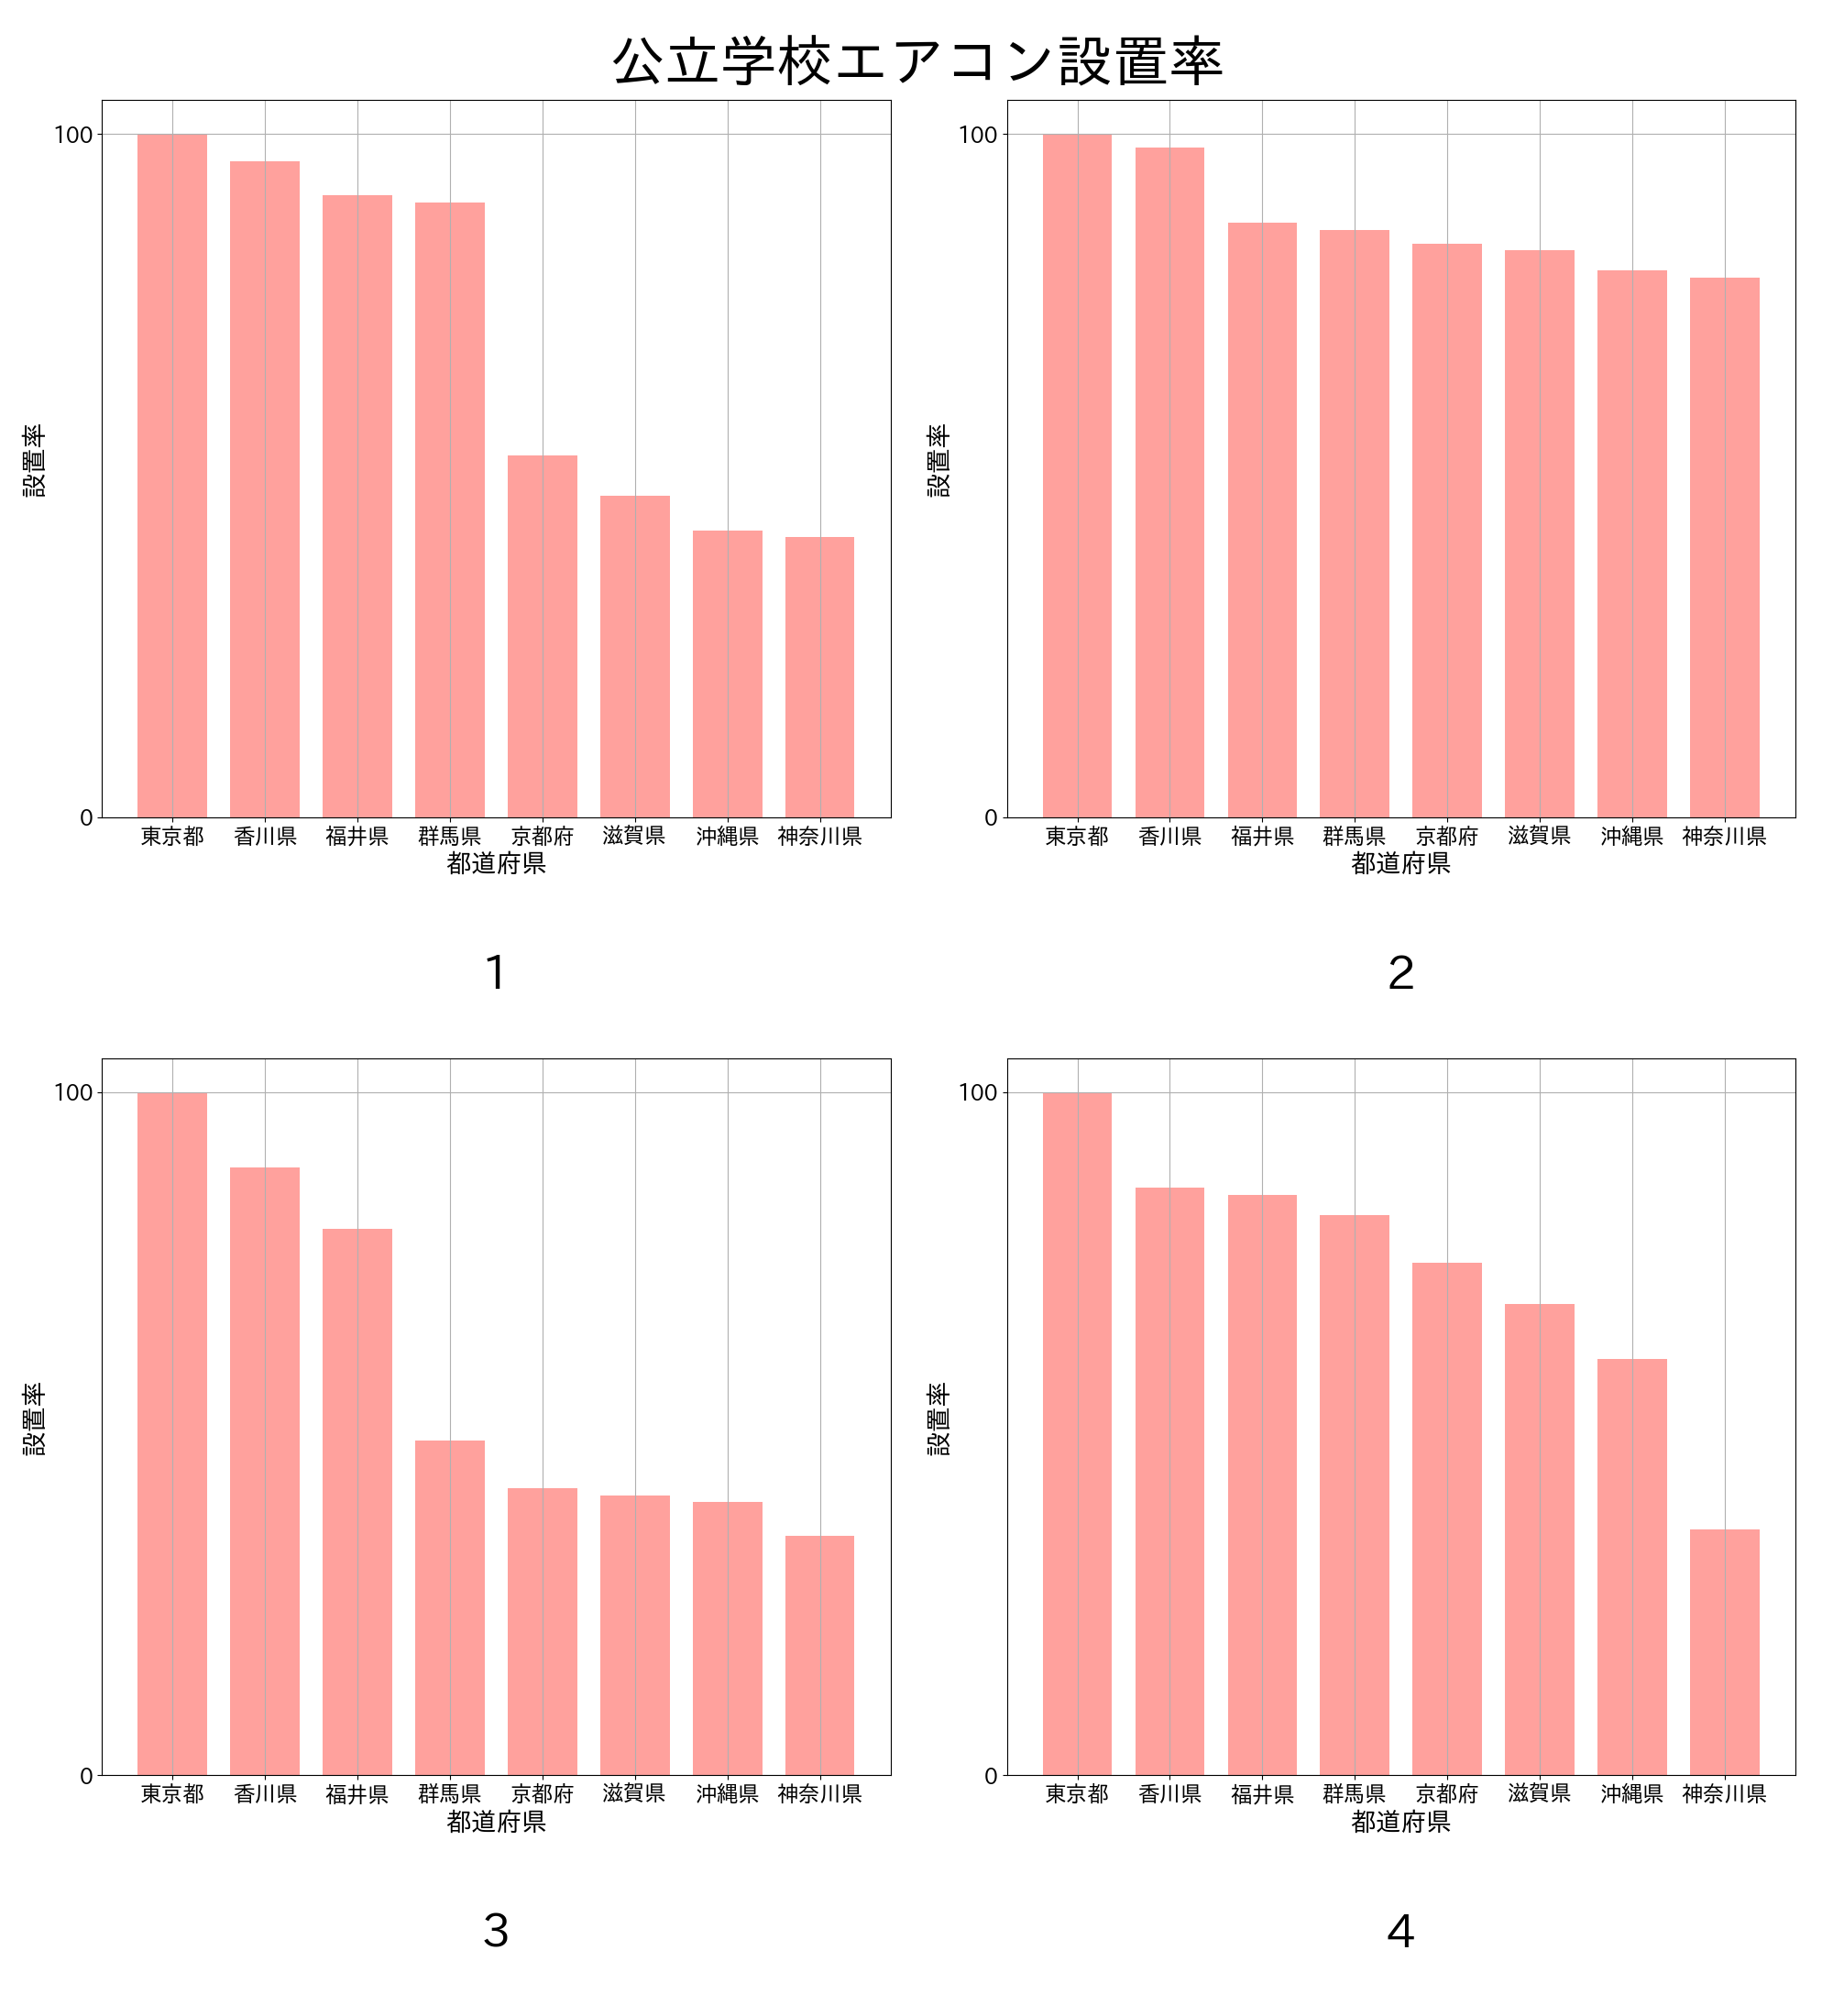 公立学校エアコン設置率
100
0
設置率
東京都 香川県 福井県 群馬県 京都府 滋賀県 沖縄県 神奈川県
都道府県
1
100
0
設置率
東京都 香川県 福井県 群馬県 京都府 滋賀県 沖縄県 神奈川県
都道府県
2
100
0
設置率
東京都 香川県 福井県 群馬県 京都府 滋賀県 沖縄県 神奈川県
都道府県
3
100
0
設置率
東京都 香川県 福井県 群馬県 京都府 滋賀県 沖縄県 神奈川県
都道府県
4